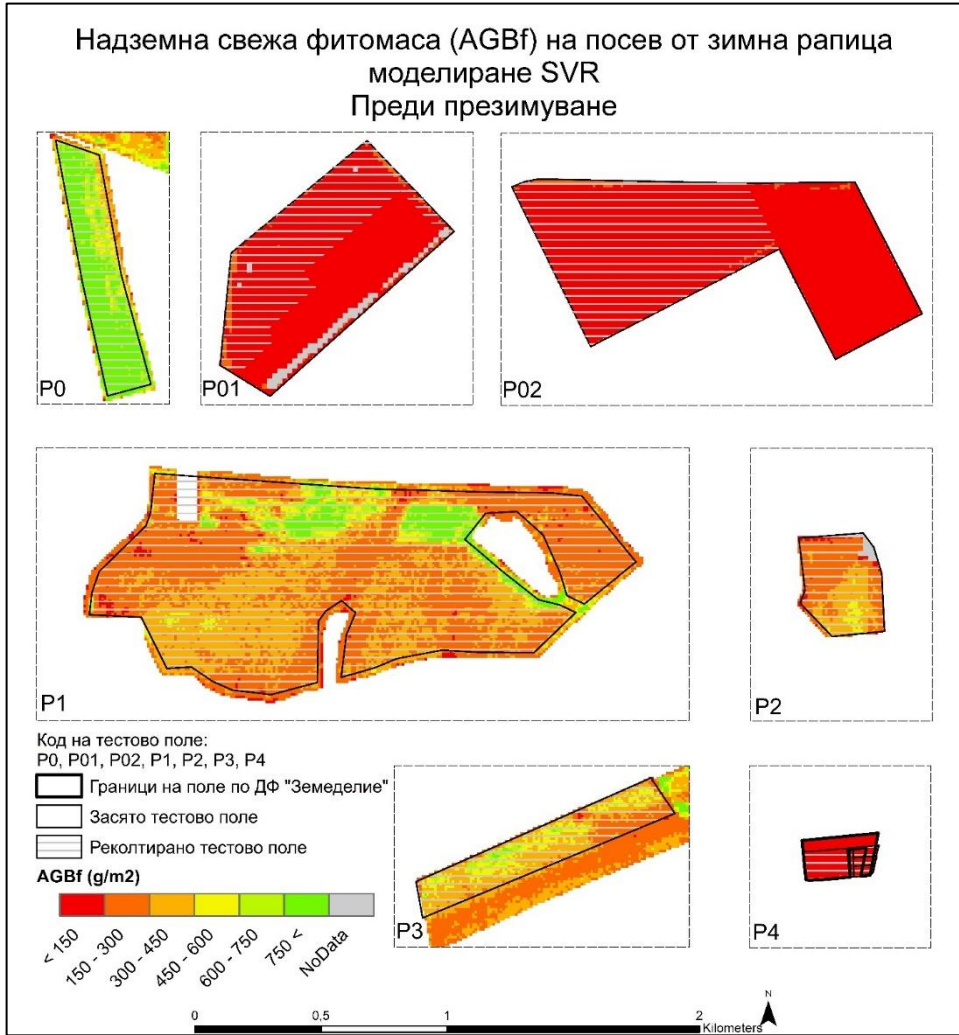 Надземна свежа фитомаса (AGBf) на посев от зимна рапица
моделиране SVR
Преди презимуване
P0
P01
P02
P1
P2
Код на тестово поле:
P0, P01, P02, P1, P2, P3, P4
Граници на поле по ДФ "Земеделие"
Засято тестово поле
Реколтирано тестово поле
AGBf (g/m2)
< 150
150 - 300
300 - 450
450 - 600
600 - 750
750 <
NoData
P3
P4
N
0
0,5
1
2
Kilometers